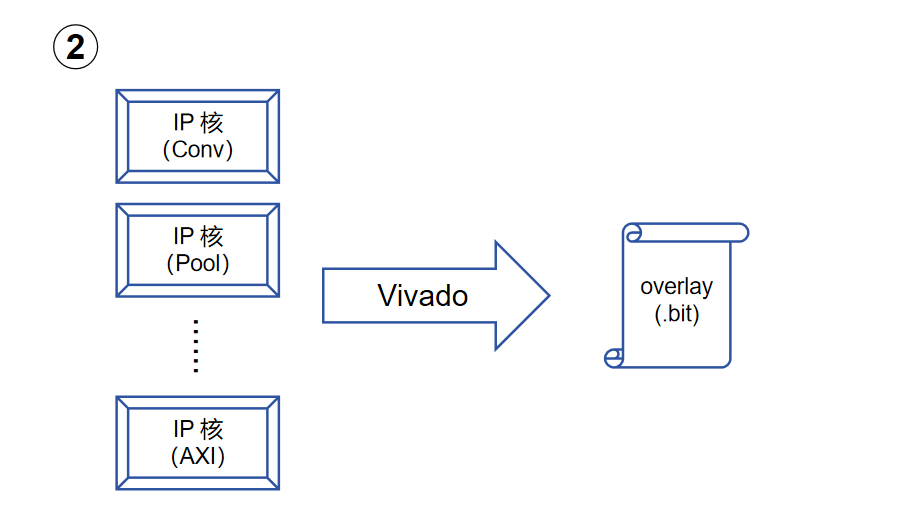 2
IP 核
(Conv)
IP 核
(Pool)
......
IP 核
(AXI)
Vivado
overlay
(.bit)